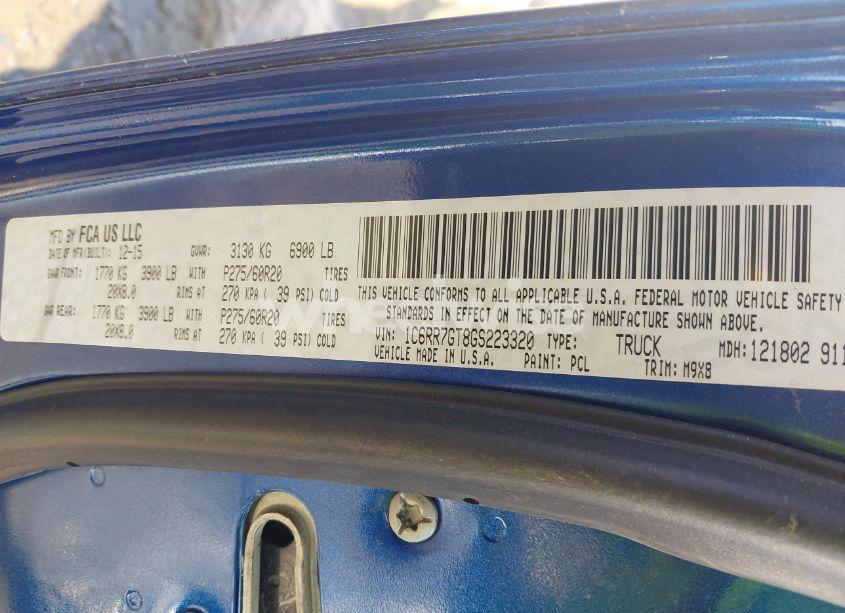 MFD BY FCA US LLC
DATE OF MFR(BUILT): 12-15 GVWR: 3130 KG 6900 LB
GAWR FRONT: 1770 KG 3900 LB WITH P275/60R20 TIRES
20X8.0 RIMS AT 270 KPA ( 39 PSI) COLD
GAWR REAR: 1770 KG 3900 LB WITH P275/60R20 TIRES
20X8.0 RIMS AT 270 KPA ( 39 PSI) COLD
THIS VEHICLE CONFORMS TO ALL APPLICABLE U.S.A. FEDERAL MOTOR VEHICLE SAFETY
STANDARDS IN EFFECT ON THE DATE OF MANUFACTURE SHOWN ABOVE.
VIN: 1C6RR7GT8GS223320 TYPE: TRUCK MDH:121802 911
VEHICLE MADE IN U.S.A. PAINT: PCL TRIM: M9X8